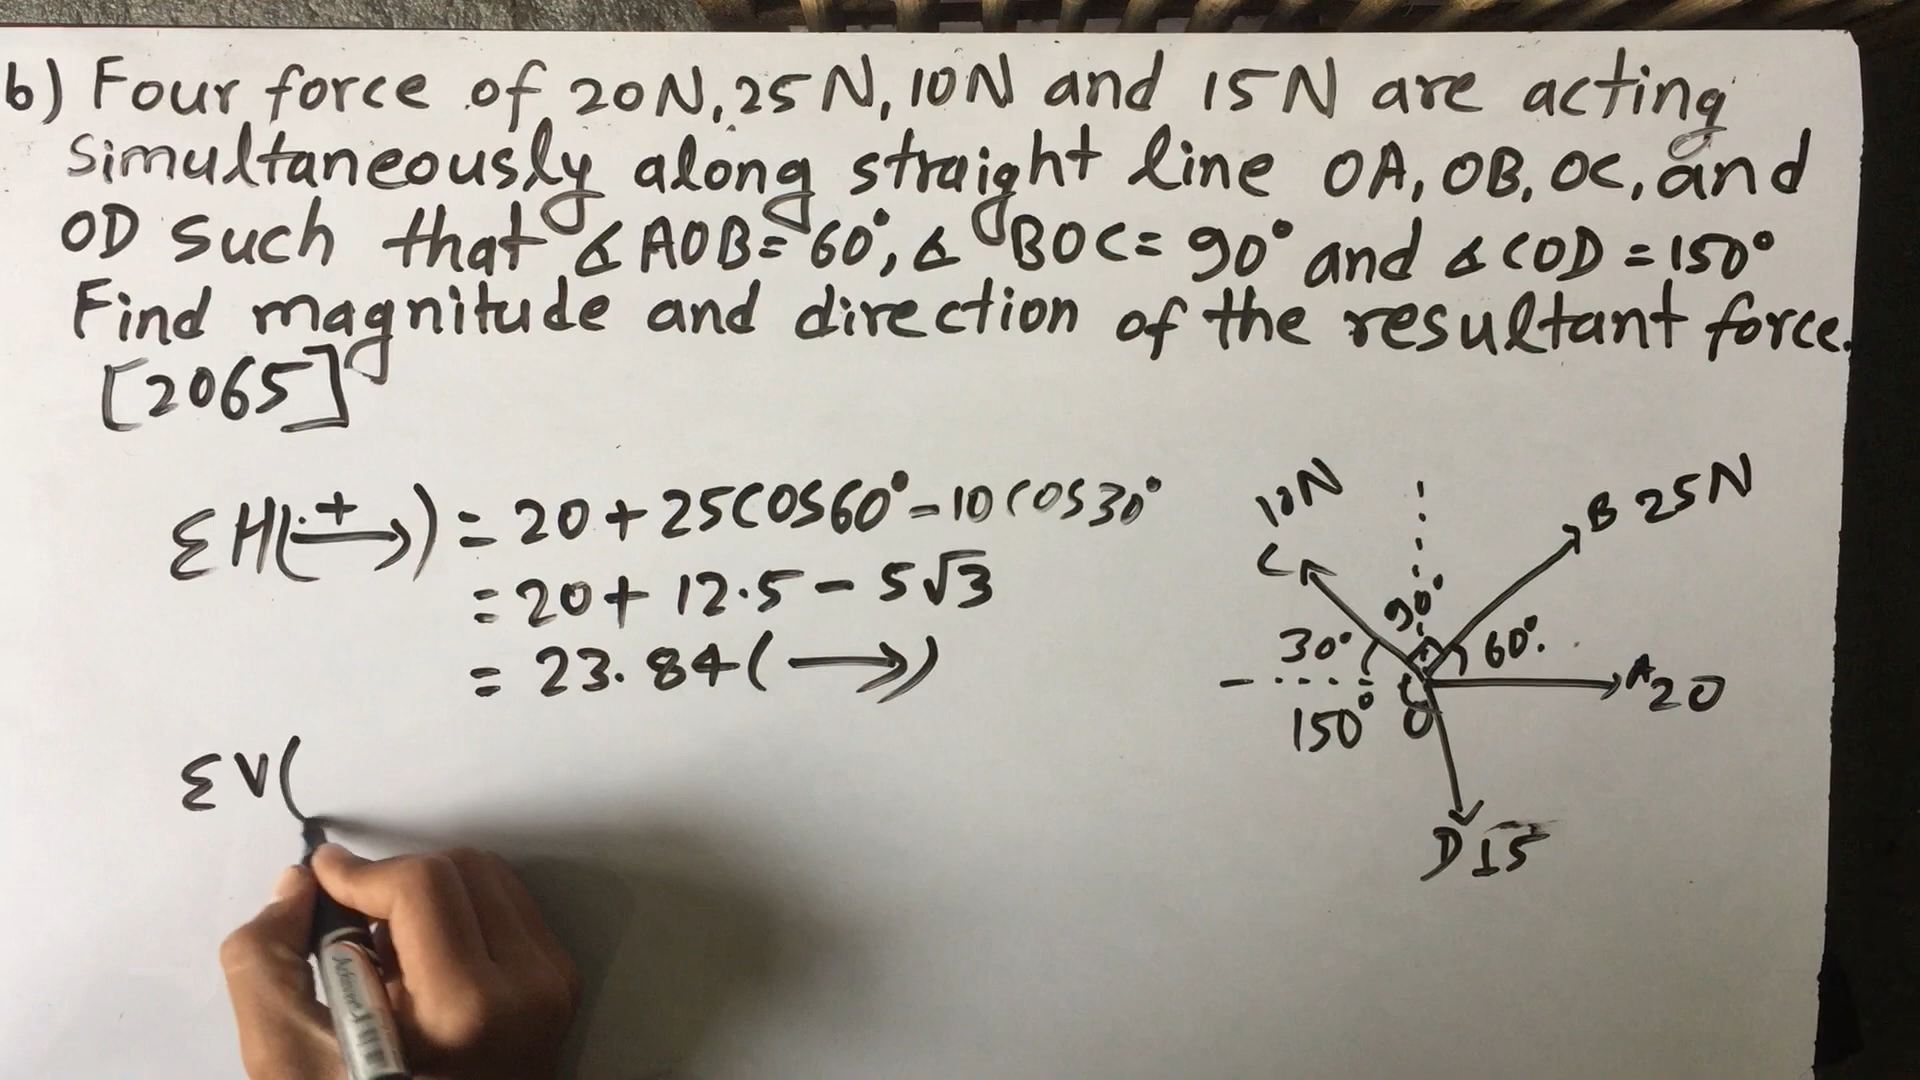 b) Four force of 20N, 25N, 10N and 15N are acting
simultaneously along straight line OA, OB, OC, and
OD such that ∡AOB=60°, ∡BOC=90° and ∡COD=150°
Find magnitude and direction of the resultant force.
[2065]
ΣH(+→) = 20+25COS60°-10COS30°
= 20+12.5-5√3
= 23.84(→)
ΣV(
10N
C
B 25N
90°
30°
60°
A 20
150°
O
D 15